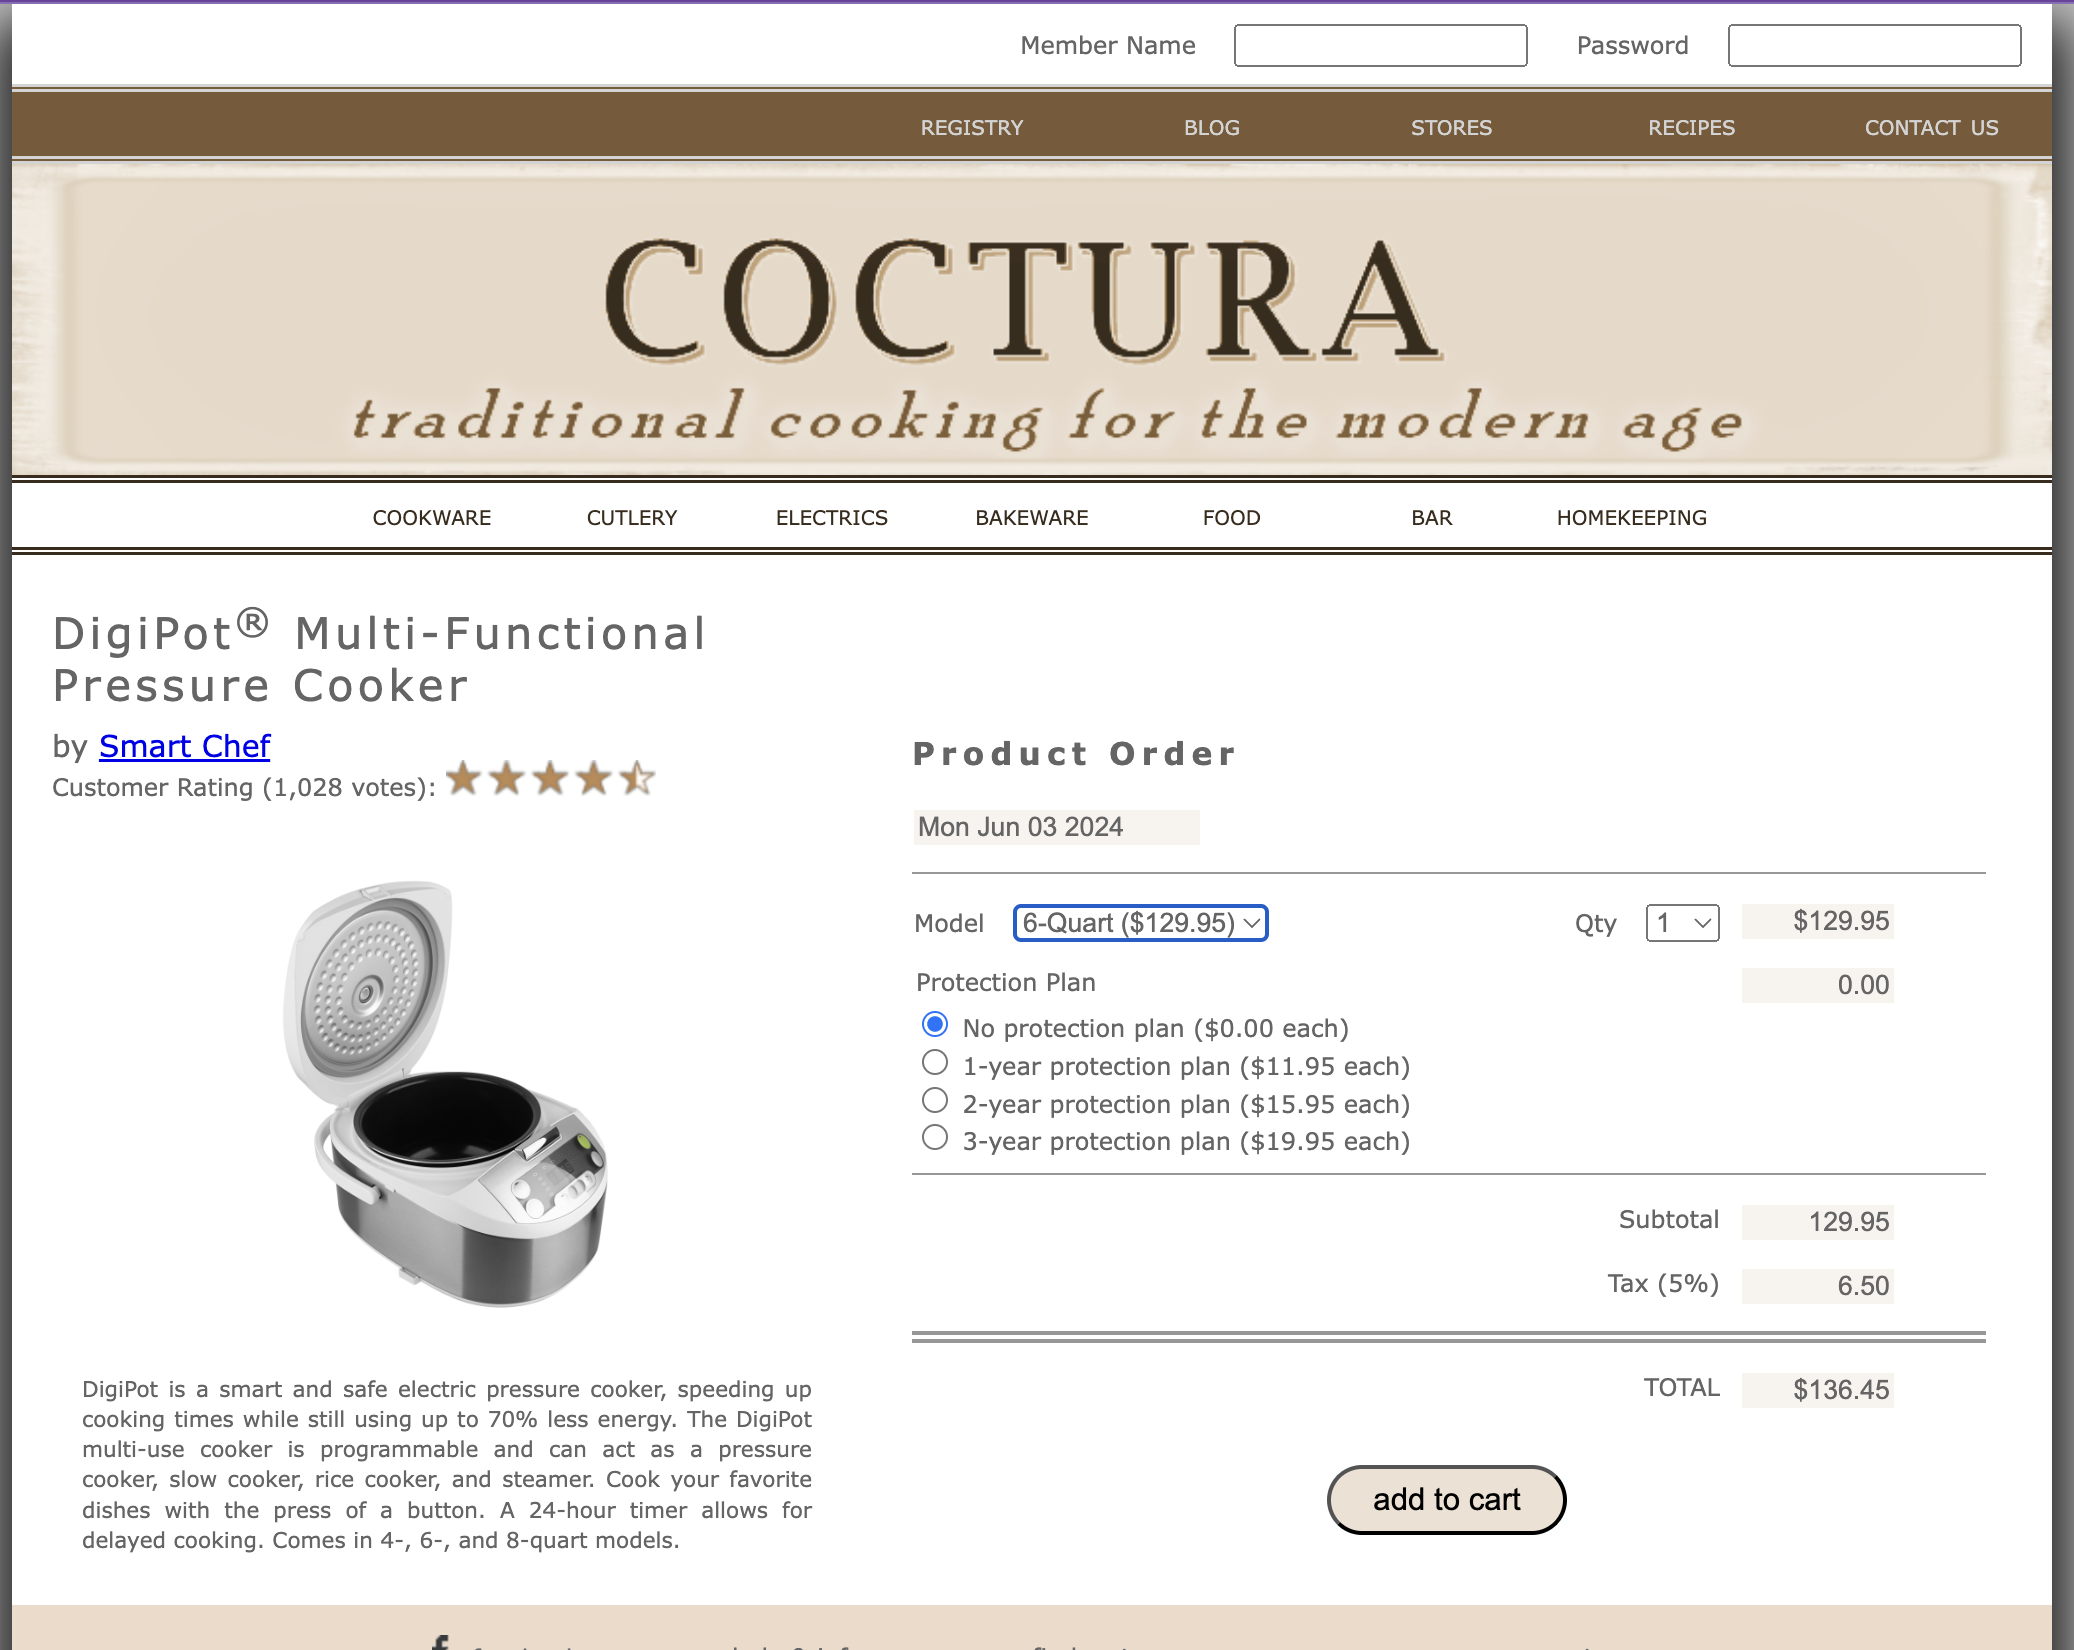 Member Name Password
REGISTRY BLOG STORES RECIPES CONTACT US
COCTURA
traditional cooking for the modern age
COOKWARE CUTLERY ELECTRICS BAKEWARE FOOD BAR HOMEKEEPING
DigiPot® Multi-Functional
Pressure Cooker
by Smart Chef
Customer Rating (1,028 votes):
DigiPot is a smart and safe electric pressure cooker, speeding up
cooking times while still using up to 70% less energy. The DigiPot
multi-use cooker is programmable and can act as a pressure
cooker, slow cooker, rice cooker, and steamer. Cook your favorite
dishes with the press of a button. A 24-hour timer allows for
delayed cooking. Comes in 4-, 6-, and 8-quart models.
Product Order
Mon Jun 03 2024
Model 6-Quart ($129.95) Qty 1 $129.95
Protection Plan 0.00
No protection plan ($0.00 each)
1-year protection plan ($11.95 each)
2-year protection plan ($15.95 each)
3-year protection plan ($19.95 each)
Subtotal 129.95
Tax (5%) 6.50
TOTAL $136.45
add to cart